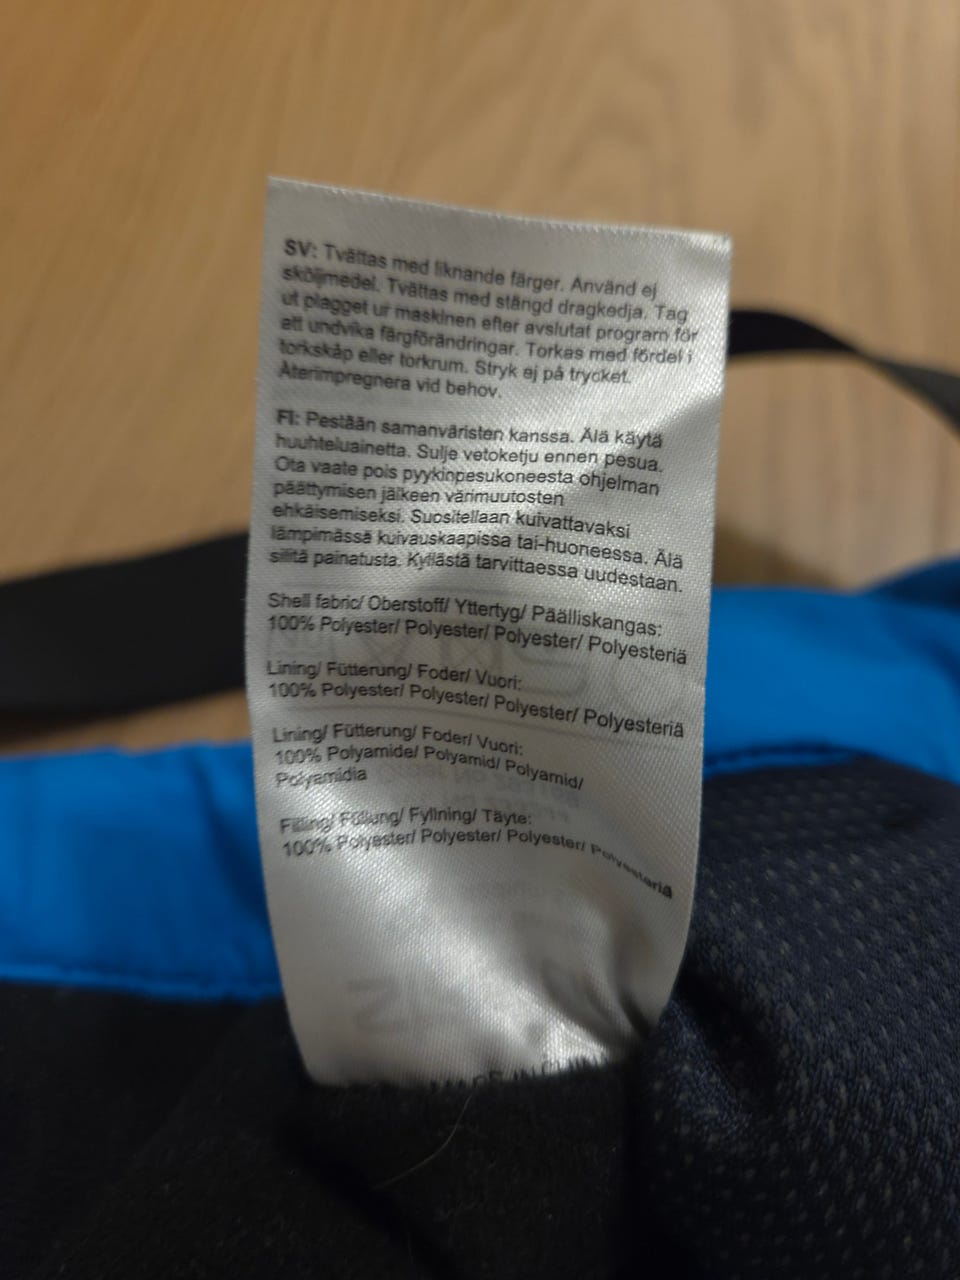 SV: Tvättas med liknande färger. Använd ej
sköljmedel. Tvättas med stängd dragkedja. Tag
ut plagget ur maskinen efter avslutat program för
att undvika färgförändringar. Torkas med fördel i
torkskåp eller torkrum. Stryk ej på trycket.
Återimpregnera vid behov.
FI: Pestään samanväristen kanssa. Älä käytä
huuhteluainetta. Sulje vetoketju ennen pesua.
Ota vaate pois pyykinpesukoneesta ohjelman
päättymisen jälkeen värimuutosten
ehkäisemiseksi. Suositellaan kuivattavaksi
lämpimässä kuivauskaapissa tai-huoneessa. Älä
silitä painatusta. Kyllästä tarvittaessa uudestaan.
Shell fabric/ Oberstoff/ Yttertyg/ Päälliskangas:
100% Polyester/ Polyester/ Polyester/ Polyesteriä
Lining/ Fütterung/ Foder/ Vuori:
100% Polyester/ Polyester/ Polyester/ Polyesteriä
Lining/ Fütterung/ Foder/ Vuori:
100% Polyamide/ Polyamid/ Polyamid/
Polyamidia
Filling/ Füllung/ Fyllning/ Täyte:
100% Polyester/ Polyester/ Polyester/ Polyesteriä
MADE IN